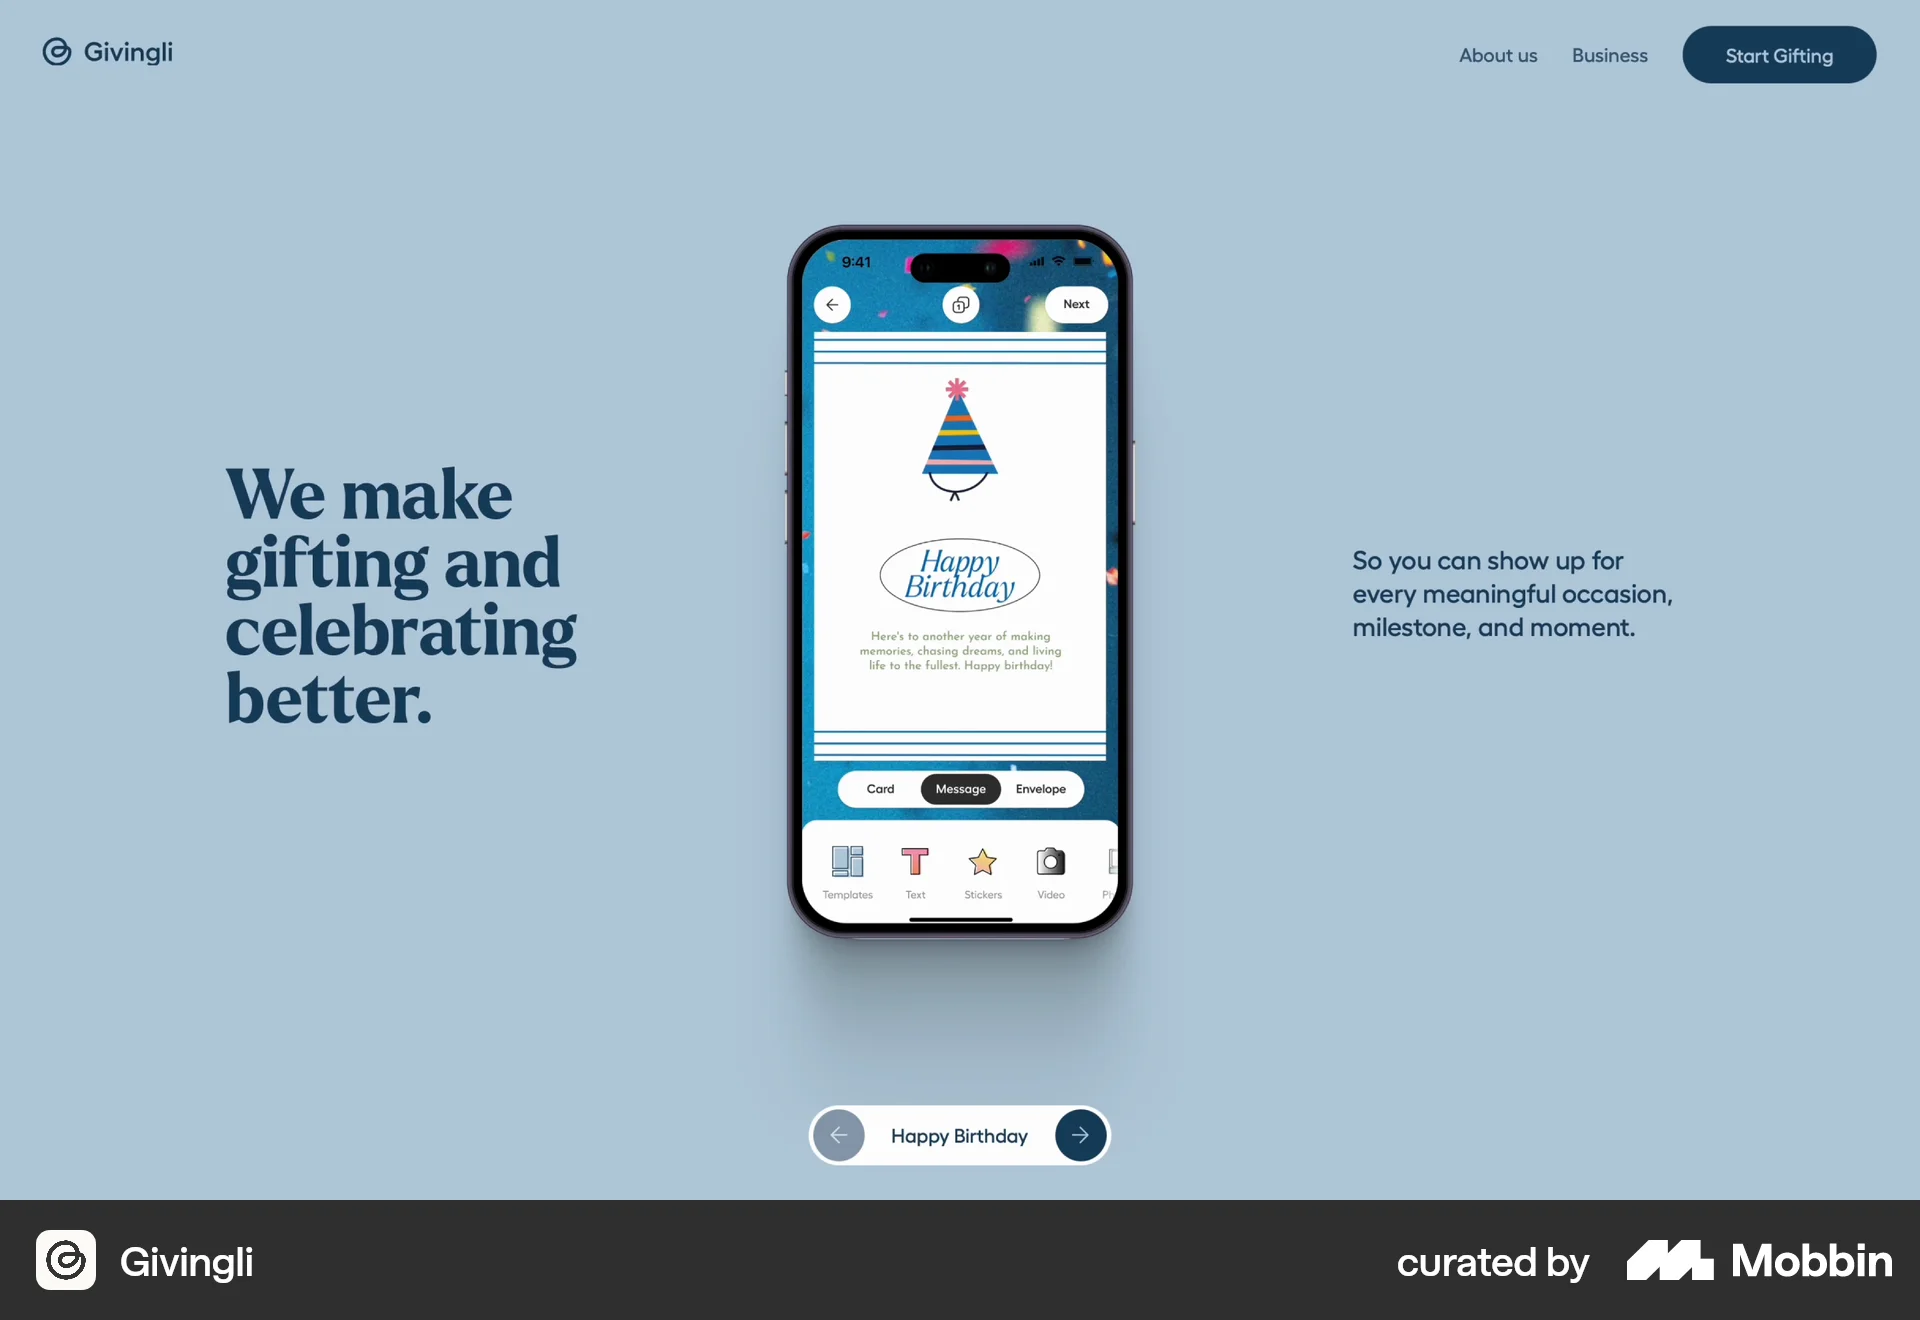 Givingli
About us
Business
Start Gifting
We make
gifting and
celebrating
better.
9:41
1
Next
Happy
Birthday
Here's to another year of making
memories, chasing dreams, and living
life to the fullest. Happy birthday!
Card
Message
Envelope
Templates
Text
Stickers
Video
So you can show up for
every meaningful occasion,
milestone, and moment.
Happy Birthday
Givingli
curated by
Mobbin